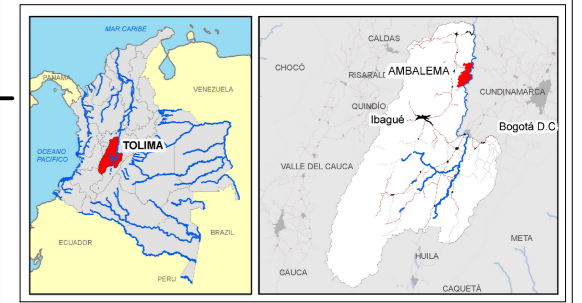 MAR CARIBE
PANAMA
VENEZUELA
OCEANO
PACIFICO
TOLIMA
ECUADOR
BRAZIL
PERU
CALDAS
CHOCÓ
RISARALDA
AMBALEMA
CUNDINAMARCA
QUINDÍO
Ibagué
Bogotá D.C
VALLE DEL CAUCA
META
HUILA
CAUCA
CAQUETÁ